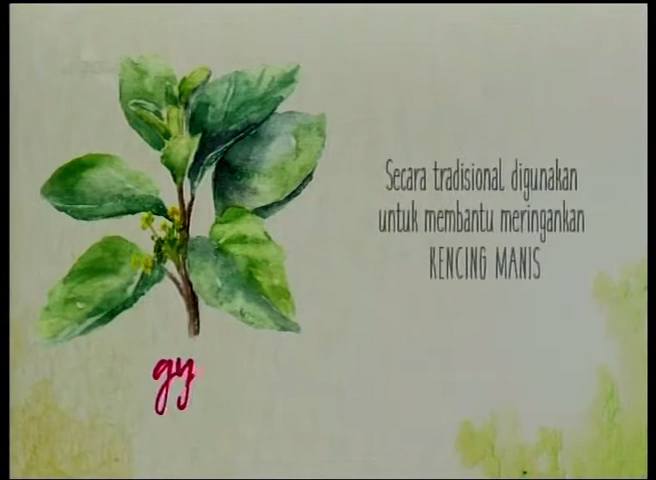 Secara tradisional digunakan
untuk membantu meringankan
KENCING MANIS
gy